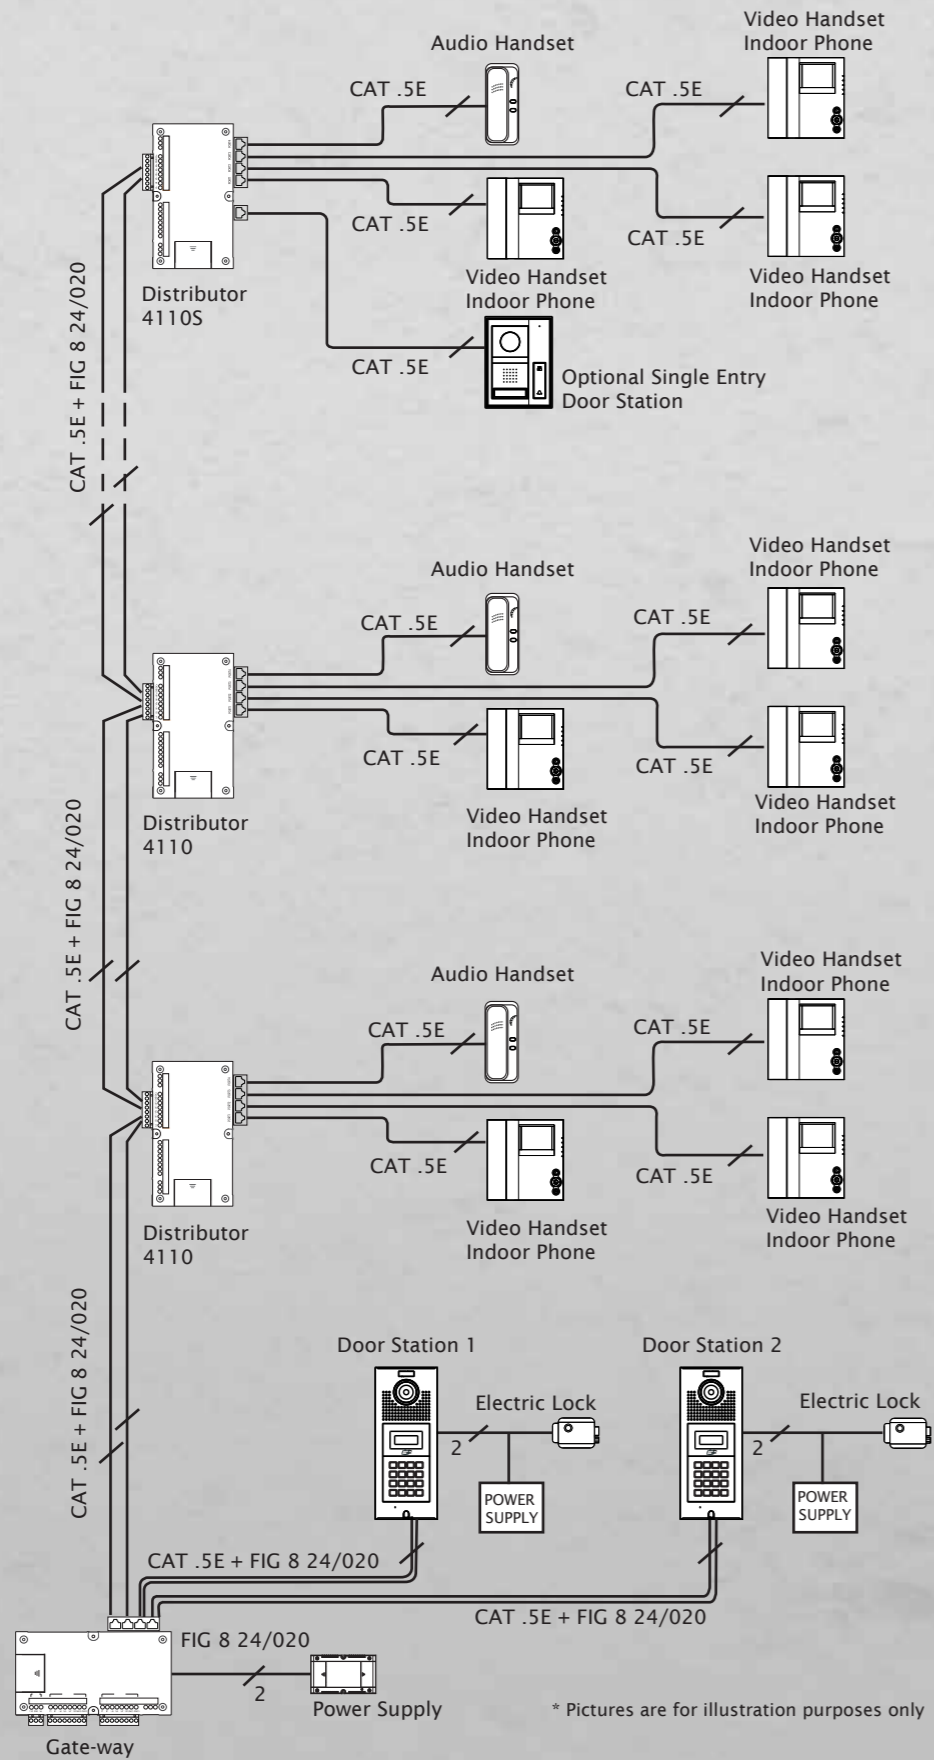 Video Handset
Indoor Phone
Audio Handset
CAT .5E
CAT .5E
CAT .5E
CAT .5E
Video Handset
Indoor Phone
Video Handset
Indoor Phone
Distributor
4110S
CAT .5E
Optional Single Entry
Door Station
CAT .5E + FIG 8 24/020
Video Handset
Indoor Phone
Audio Handset
CAT .5E
CAT .5E
CAT .5E
CAT .5E
Video Handset
Indoor Phone
Video Handset
Indoor Phone
Distributor
4110
CAT .5E + FIG 8 24/020
Video Handset
Indoor Phone
Audio Handset
CAT .5E
CAT .5E
CAT .5E
CAT .5E
Video Handset
Indoor Phone
Video Handset
Indoor Phone
Distributor
4110
CAT .5E + FIG 8 24/020
Door Station 1
Door Station 2
Electric Lock
Electric Lock
2
2
POWER
SUPPLY
POWER
SUPPLY
CAT .5E + FIG 8 24/020
CAT .5E + FIG 8 24/020
FIG 8 24/020
2
Power Supply
* Pictures are for illustration purposes only
Gate-way